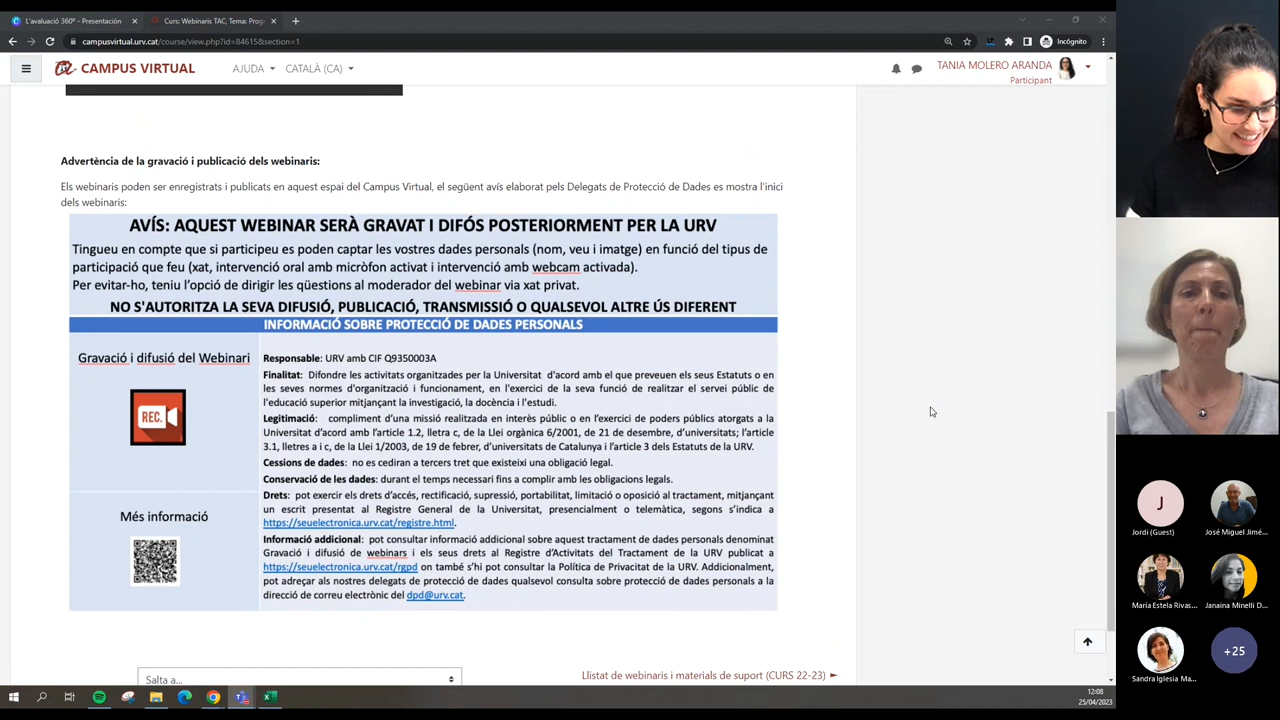 L'avaluació 360º - Presentación
Curs: Webinaris TAC, Tema: Prog
campusvirtual.urv.cat/course/view.php?id=84615&section=1
Incógnito
CAMPUS VIRTUAL
AJUDA
CATALÀ (CA)
TANIA MOLERO ARANDA
Participant
Advertència de la gravació i publicació dels webinaris:
Els webinaris poden ser enregistrats i publicats en aquest espai del Campus Virtual, el següent avís elaborat pels Delegats de Protecció de Dades es mostra l'inici
dels webinaris:
AVÍS: AQUEST WEBINAR SERÀ GRAVAT I DIFÓS POSTERIORMENT PER LA URV
Tingueu en compte que si participeu es poden captar les vostres dades personals (nom, veu i imatge) en funció del tipus de
participació que feu (xat, intervenció oral amb micròfon activat i intervenció amb webcam activada).
Per evitar-ho, teniu l'opció de dirigir les qüestions al moderador del webinar via xat privat.
NO S'AUTORITZA LA SEVA DIFUSIÓ, PUBLICACIÓ, TRANSMISSIÓ O QUALSEVOL ALTRE ÚS DIFERENT
INFORMACIÓ SOBRE PROTECCIÓ DE DADES PERSONALS
Gravació i difusió del Webinari
REC.
Més informació
Responsable: URV amb CIF Q9350003A
Finalitat: Difondre les activitats organitzades per la Universitat d'acord amb el que preveuen els seus Estatuts o en
les seves normes d'organització i funcionament, en l'exercici de la seva funció de realitzar el servei públic de
l'educació superior mitjançant la investigació, la docència i l'estudi.
Legitimació: compliment d'una missió realitzada en interès públic o en l'exercici de poders públics atorgats a la
Universitat d'acord amb l'article 1.2, lletra c, de la Llei orgànica 6/2001, de 21 de desembre, d'universitats; l'article
3.1, lletres a i c, de la Llei 1/2003, de 19 de febrer, d'universitats de Catalunya i l'article 3 dels Estatuts de la URV.
Cessions de dades: no es cediran a tercers tret que existeixi una obligació legal.
Conservació de les dades: durant el temps necessari fins a complir amb les obligacions legals.
Drets: pot exercir els drets d'accés, rectificació, supressió, portabilitat, limitació o oposició al tractament, mitjançant
un escrit presentat al Registre General de la Universitat, presencialment o telemàtica, segons s'indica a
https://seuelectronica.urv.cat/registre.html.
Informació addicional: pot consultar informació addicional sobre aquest tractament de dades personals denominat
Gravació i difusió de webinars i els seus drets al Registre d'Activitats del Tractament de la URV publicat a
https://seuelectronica.urv.cat/rgpd on també s'hi pot consultar la Política de Privacitat de la URV. Addicionalment,
pot adreçar als nostres delegats de protecció de dades qualsevol consulta sobre protecció de dades personals a la
direcció de correu electrònic del dpd@urv.cat.
Salta a...
Llistat de webinaris i materials de suport (CURS 22-23) ►
12:08
25/04/2023
J
Jordi (Guest)
José Miguel Jimé...
María Estela Rivas...
Janaina Minelli D...
Sandra Iglesia Ma...
+25